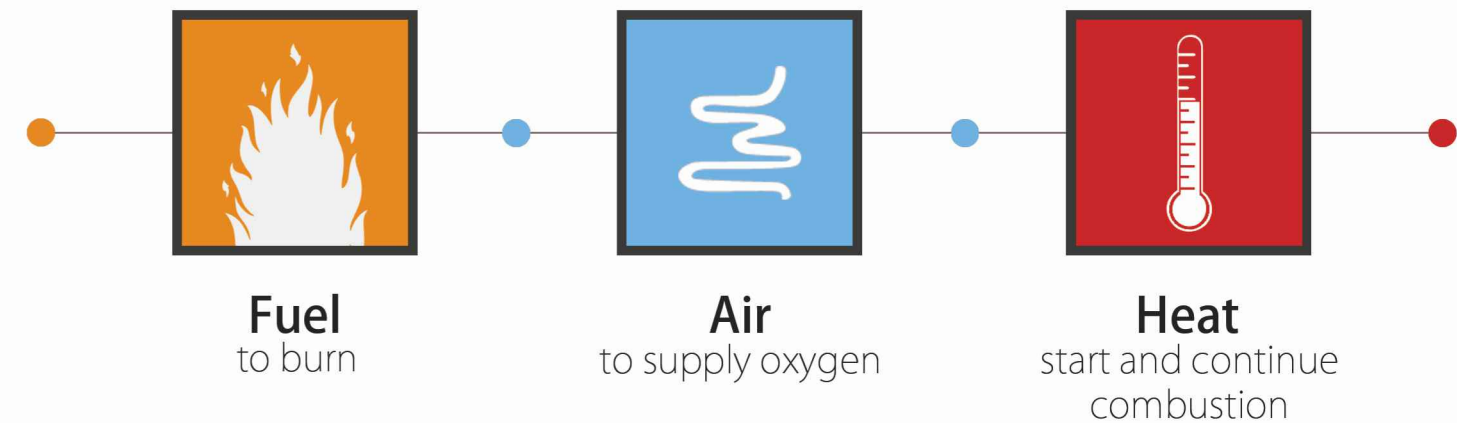 Fuel
to burn
Air
to supply oxygen
Heat
start and continue
combustion